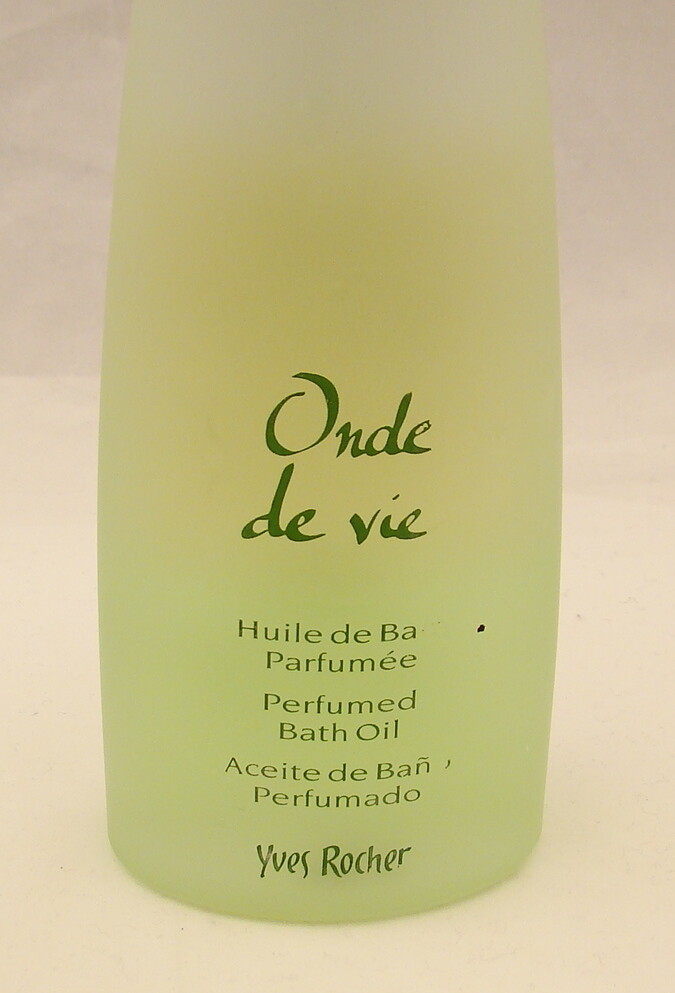 Onde
de vie
Huile de Ba
Parfumée
Perfumed
Bath Oil
Aceite de Bañ
Perfumado
Yves Rocher